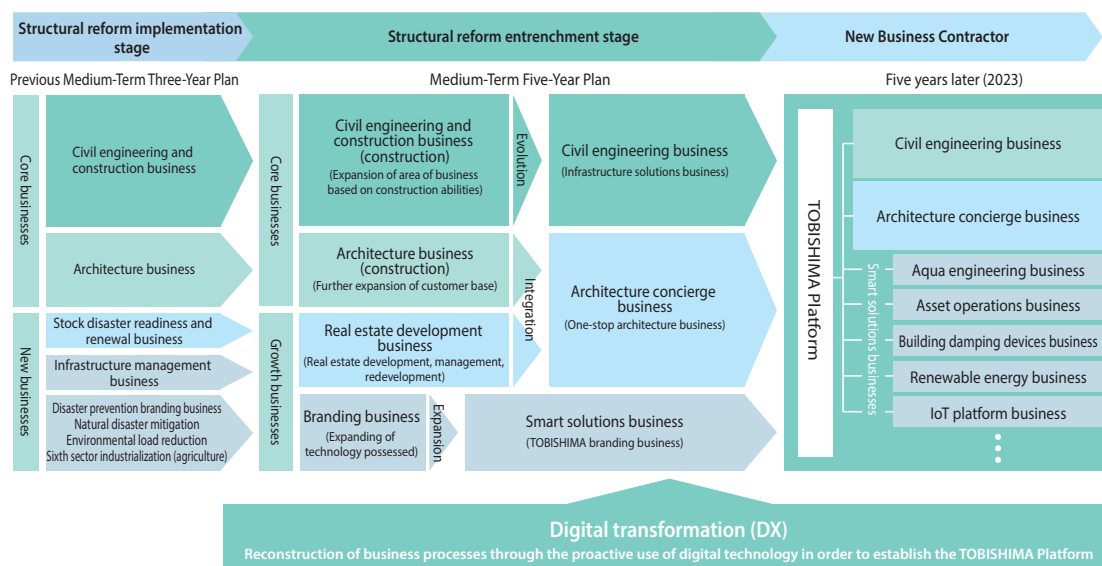 Structural reform implementation
stage
Structural reform entrenchment stage
New Business Contractor
Previous Medium-Term Three-Year Plan
Medium-Term Five-Year Plan
Five years later (2023)
Core businesses
Civil engineering and
construction business
Architecture business
New businesses
Stock disaster readiness and
renewal business
Infrastructure management
business
Disaster prevention branding business
Natural disaster mitigation
Environmental load reduction
Sixth sector industrialization (agriculture)
Core businesses
Civil engineering and
construction business
(construction)
(Expansion of area of business
based on construction abilities)
Evolution
Civil engineering business
(Infrastructure solutions business)
Architecture business
(construction)
(Further expansion of customer base)
Integration
Architecture concierge
business
(One-stop architecture business)
Growth businesses
Real estate development
business
(Real estate development, management,
redevelopment)
Branding business
(Expanding of
technology possessed)
Expansion
Smart solutions business
(TOBISHIMA branding business)
TOBISHIMA Platform
Civil engineering business
Architecture concierge business
Smart solutions businesses
Aqua engineering business
Asset operations business
Building damping devices business
Renewable energy business
IoT platform business
Digital transformation (DX)
Reconstruction of business processes through the proactive use of digital technology in order to establish the TOBISHIMA Platform